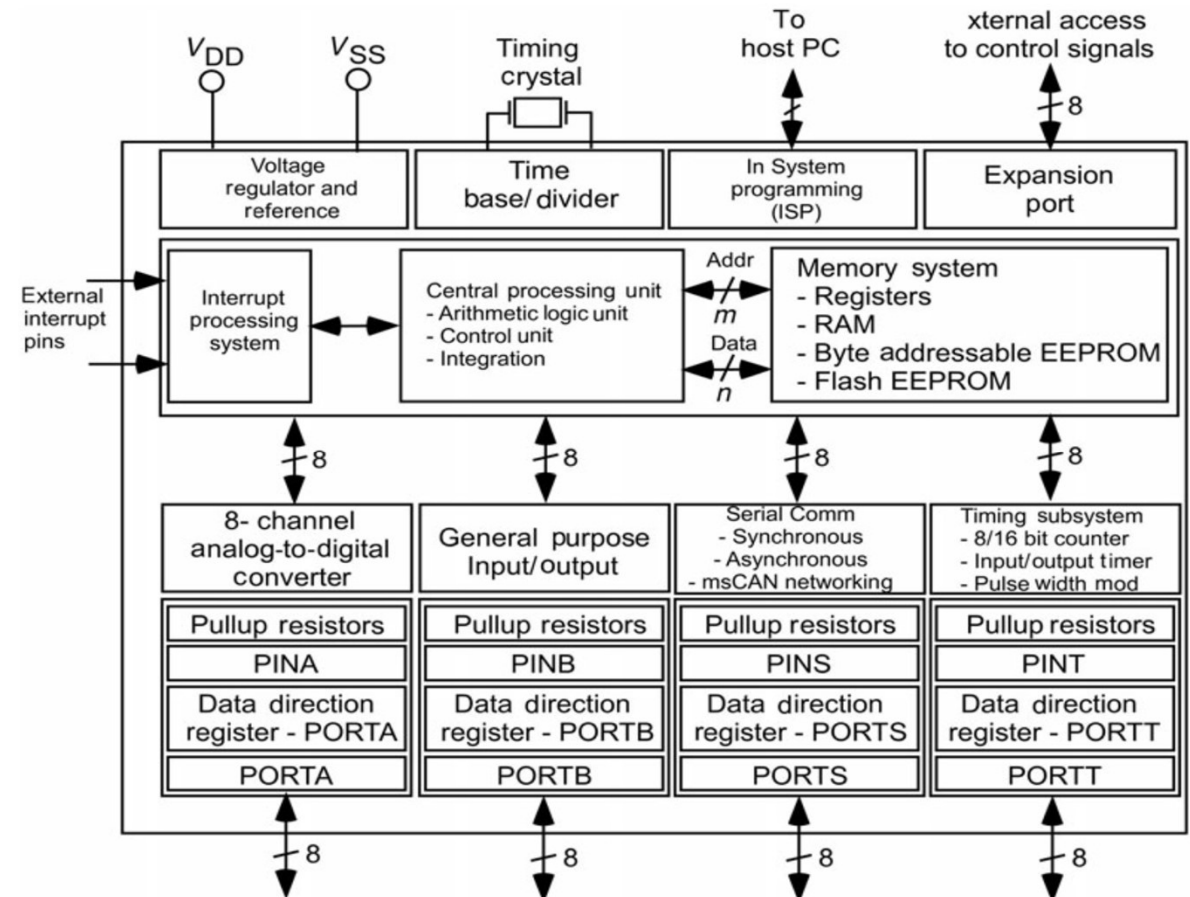 To
host PC
xternal access
to control signals
VDD
VSS
Timing
crystal
8
Voltage
regulator and
reference
Time
base/divider
In System
programming
(ISP)
Expansion
port
External
interrupt
pins
Interrupt
processing
system
Central processing unit
- Arithmetic logic unit
- Control unit
- Integration
Addr
m
Data
n
Memory system
- Registers
- RAM
- Byte addressable EEPROM
- Flash EEPROM
8
8
8
8
8- channel
analog-to-digital
converter
General purpose
Input/output
Serial Comm
- Synchronous
- Asynchronous
- msCAN networking
Timing subsystem
- 8/16 bit counter
- Input/output timer
- Pulse width mod
Pullup resistors
Pullup resistors
Pullup resistors
Pullup resistors
PINA
PINB
PINS
PINT
Data direction
register - PORTA
Data direction
register - PORTB
Data direction
register - PORTS
Data direction
register - PORTT
PORTA
PORTB
PORTS
PORTT
8
8
8
8